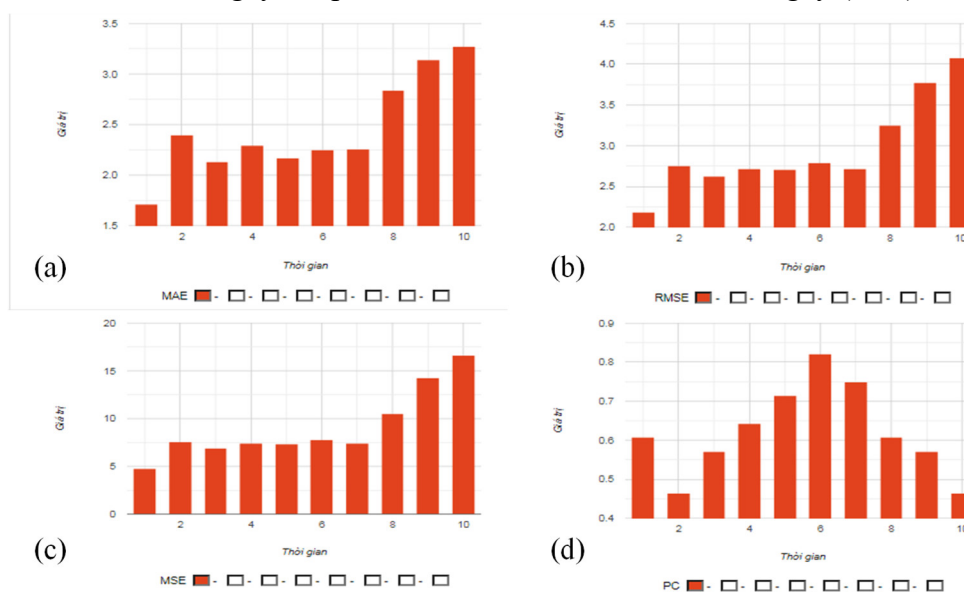 3.5
3.0
2.5
2.0
1.5
Giá trị
2 4 6 8 10
Thời gian
(a)
MAE - - - - - - -
4.5
4.0
3.5
3.0
2.5
2.0
Giá trị
2 4 6 8
Thời gian
(b)
RMSE - - - - - - -
20
15
10
5
0
Giá trị
2 4 6 8 10
Thời gian
(c)
MSE - - - - - - -
0.9
0.8
0.7
0.6
0.5
0.4
Giá trị
2 4 6 8
Thời gian
(d)
PC - - - - - - -